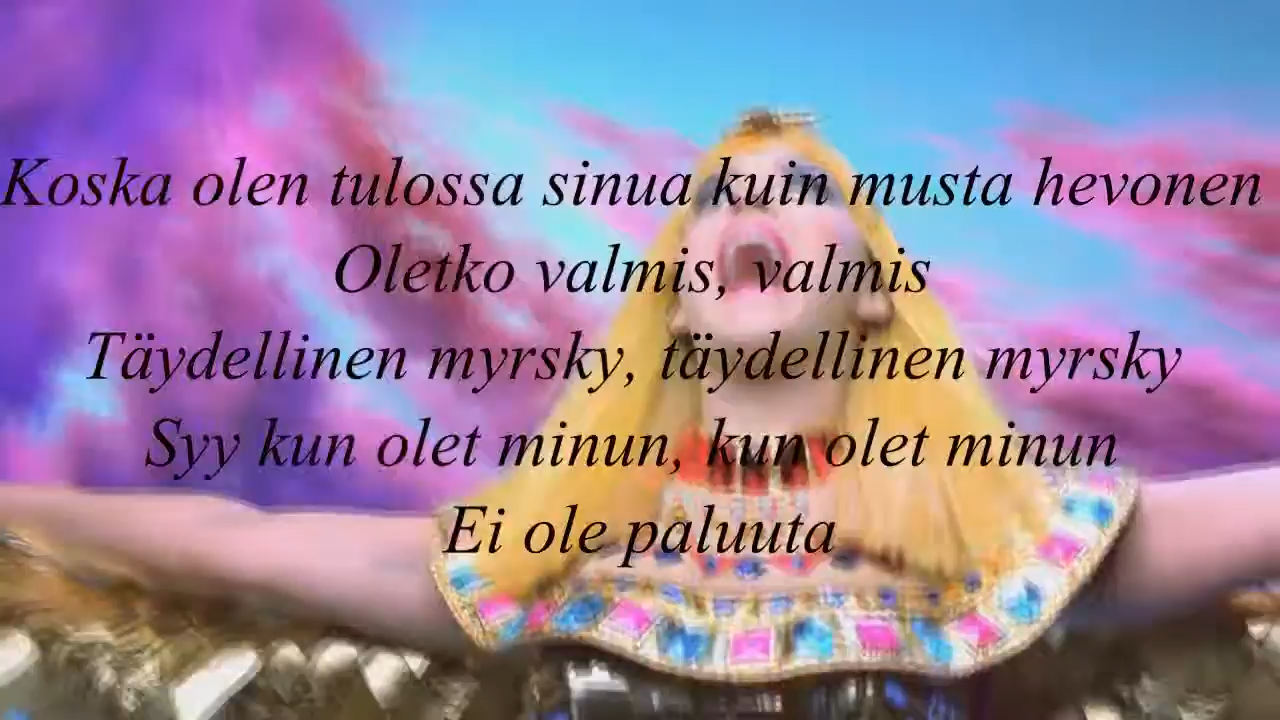 Koska olen tulossa sinua kuin musta hevonen
Oletko valmis, valmis
Täydellinen myrsky, täydellinen myrsky
Syy kun olet minun, kun olet minun
Ei ole paluuta